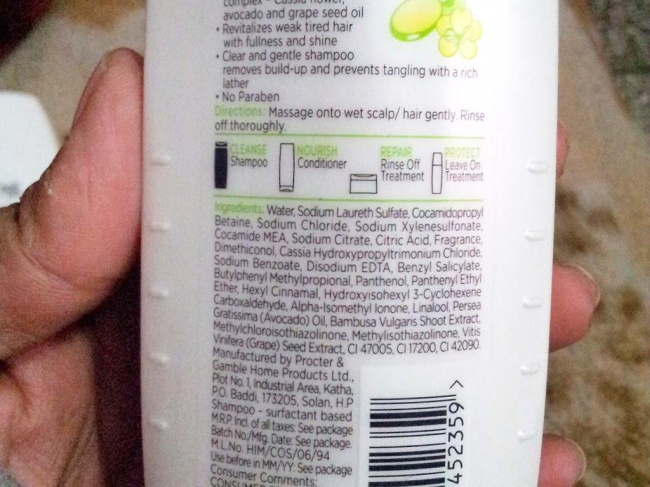 complex - Cassia flower,
avocado and grape seed oil
• Revitalizes weak tired hair
with fullness and shine
• Clear and gentle shampoo
removes build-up and prevents tangling with a rich
lather
• No Paraben
Directions: Massage onto wet scalp/ hair gently. Rinse
off thoroughly.
CLEANSE
Shampoo
NOURISH
Conditioner
REPAIR
Rinse Off
Treatment
PROTECT
Leave On
Treatment
Ingredients: Water, Sodium Laureth Sulfate, Cocamidopropyl
Betaine, Sodium Chloride, Sodium Xylenesulfonate,
Cocamide MEA, Sodium Citrate, Citric Acid, Fragrance,
Dimethiconol, Cassia Hydroxypropyltrimonium Chloride,
Sodium Benzoate, Disodium EDTA, Benzyl Salicylate,
Butylphenyl Methylpropional, Panthenol, Panthenyl Ethyl
Ether, Hexyl Cinnamal, Hydroxyisohexyl 3-Cyclohexene
Carboxaldehyde, Alpha-Isomethyl Ionone, Linalool, Persea
Gratissima (Avocado) Oil, Bambusa Vulgaris Shoot Extract,
Methylchloroisothiazolinone, Methylisothiazolinone, Vitis
Vinifera (Grape) Seed Extract, CI 47005, CI 17200, CI 42090.
Manufactured by Procter &
Gamble Home Products Ltd.,
Plot No. 1, Industrial Area, Katha,
P.O. Baddi, 173205, Solan, H.P
Shampoo - surfactant based
M.R.P. Incl. of all taxes: See package
Batch No./Mfg. Date: See package.
M.L.No. HIM/COS/06/94
Use before in MM/YY: See package
Consumer Comments:
452359 >